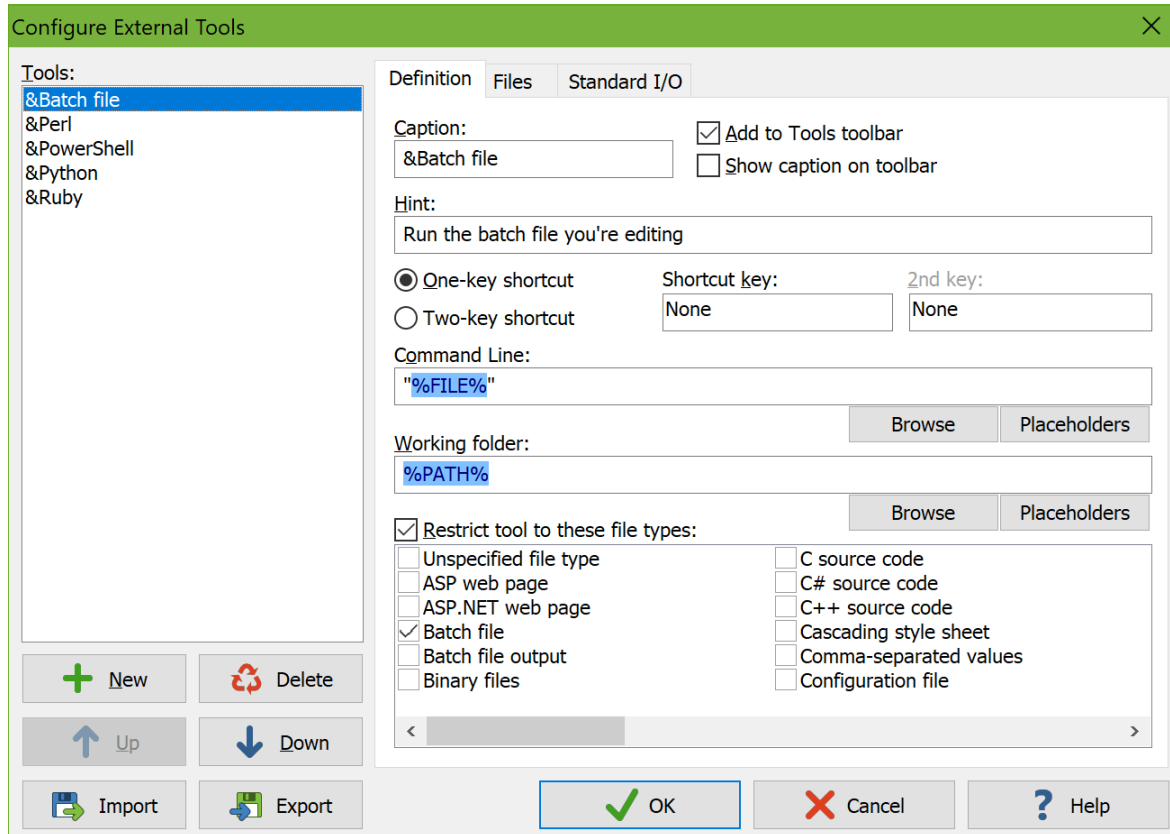 Configure External Tools
Tools:
&Batch file
&Perl
&PowerShell
&Python
&Ruby
New
Delete
Up
Down
Import
Export
Definition
Files
Standard I/O
Caption:
&Batch file
Add to Tools toolbar
Show caption on toolbar
Hint:
Run the batch file you're editing
One-key shortcut
Two-key shortcut
Shortcut key:
None
2nd key:
None
Command Line:
"%FILE%"
Browse
Placeholders
Working folder:
%PATH%
Browse
Placeholders
Restrict tool to these file types:
Unspecified file type
ASP web page
ASP.NET web page
Batch file
Batch file output
Binary files
C source code
C# source code
C++ source code
Cascading style sheet
Comma-separated values
Configuration file
OK
Cancel
Help